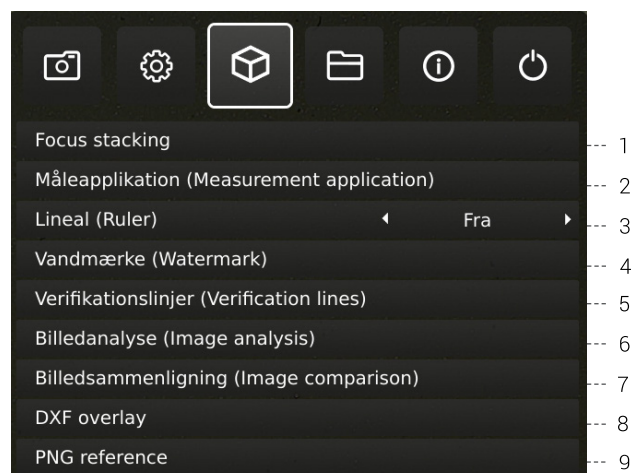 Focus stacking --- 1
Måleapplikation (Measurement application) --- 2
Lineal (Ruler) Fra --- 3
Vandmærke (Watermark) --- 4
Verifikationslinjer (Verification lines) --- 5
Billedanalyse (Image analysis) --- 6
Billedsammenligning (Image comparison) --- 7
DXF overlay --- 8
PNG reference --- 9